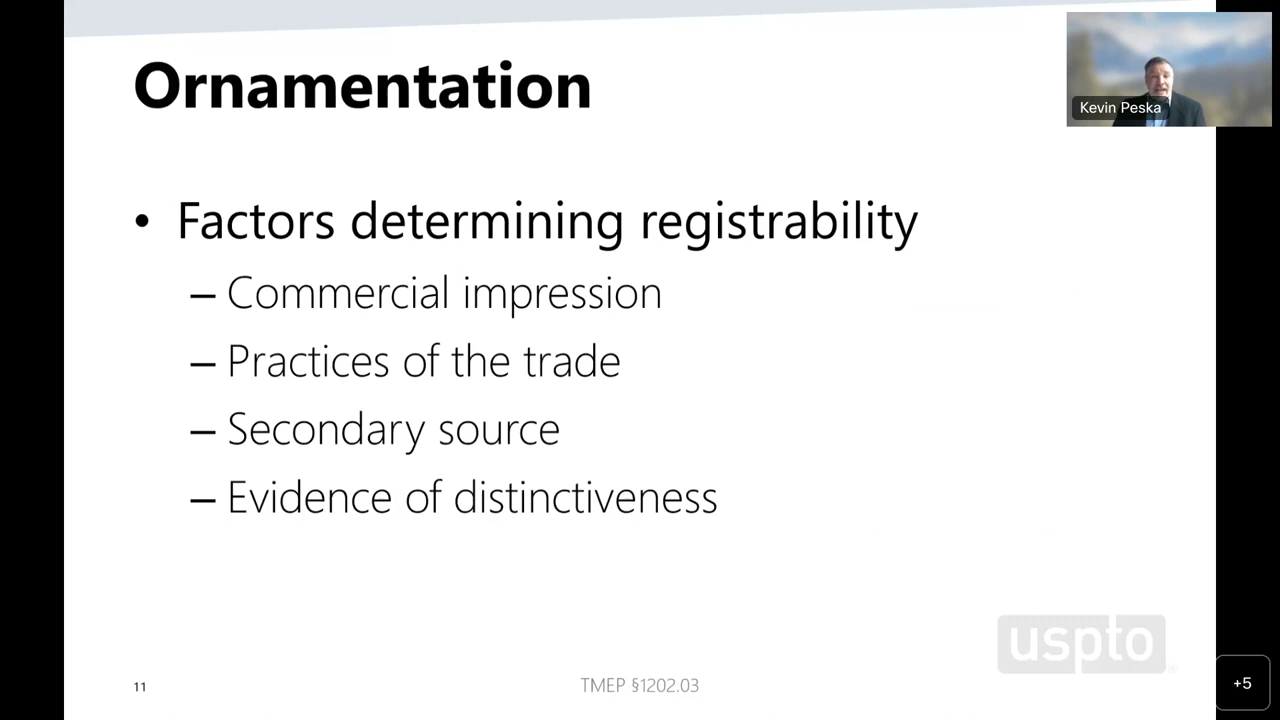 Ornamentation
Kevin Peska
• Factors determining registrability
– Commercial impression
– Practices of the trade
– Secondary source
– Evidence of distinctiveness
uspto®
11
TMEP §1202.03
+5